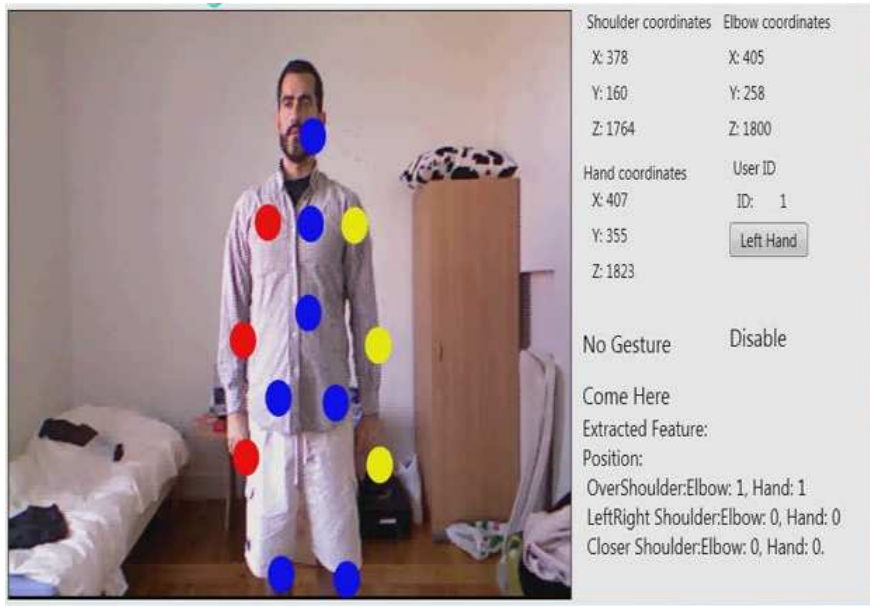 Shoulder coordinates Elbow coordinates
X: 378 X: 405
Y: 160 Y: 258
Z: 1764 Z: 1800
Hand coordinates User ID
X: 407 ID: 1
Y: 355 Left Hand
Z: 1823
No Gesture Disable
Come Here
Extracted Feature:
Position:
OverShoulder:Elbow: 1, Hand: 1
LeftRight Shoulder:Elbow: 0, Hand: 0
Closer Shoulder:Elbow: 0, Hand: 0.